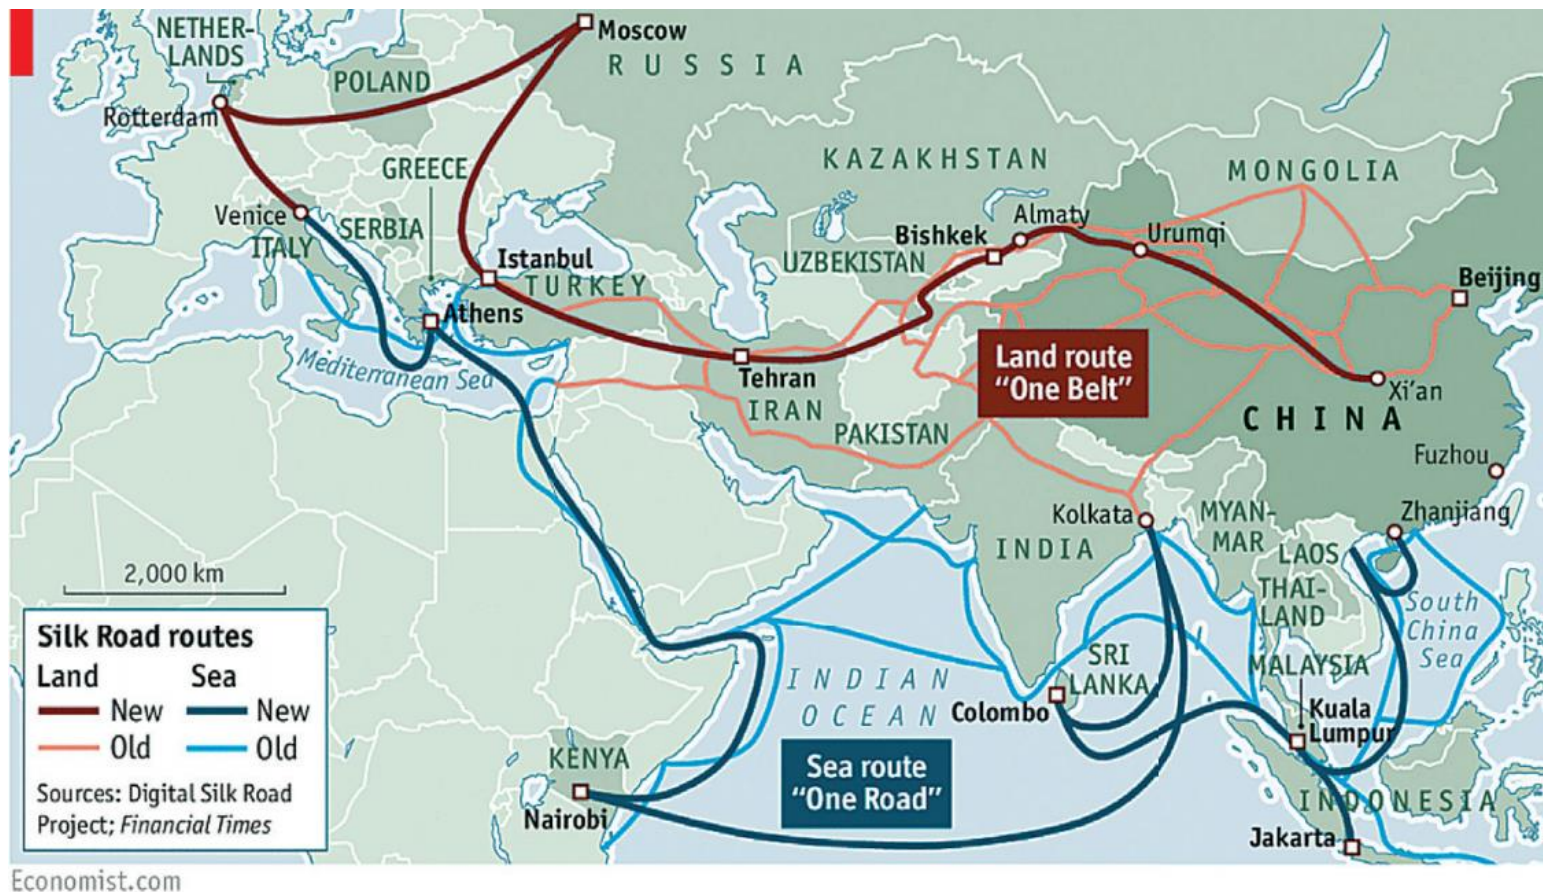 NETHER-
LANDS
Moscow
RUSSIA
POLAND
Rotterdam
KAZAKHSTAN
MONGOLIA
GREECE
Venice
SERBIA
ITALY
Almaty
Bishkek
Urumqi
UZBEKISTAN
Istanbul
TURKEY
Beijing
Athens
Mediterranean Sea
Land route
"One Belt"
Tehran
IRAN
Xi'an
CHINA
PAKISTAN
Fuzhou
Kolkata
Zhanjiang
INDIA
MYAN-
MAR
LAOS
THAI-
LAND
2,000 km
South
China
Sea
Silk Road routes
Land
Sea
New
New
Old
Old
Sources: Digital Silk Road
Project; Financial Times
INDIAN
OCEAN
SRI
LANKA
MALAYSIA
Colombo
Kuala
Lumpur
KENYA
Sea route
"One Road"
Nairobi
INDONESIA
Jakarta
Economist.com